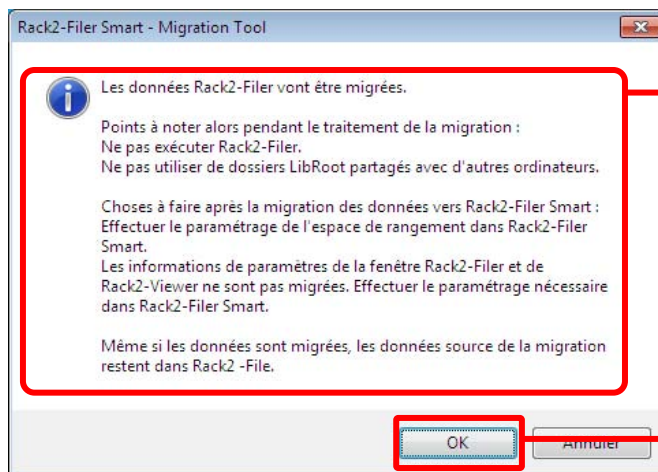 Rack2-Filer Smart - Migration Tool
Les données Rack2-Filer vont être migrées.
Points à noter alors pendant le traitement de la migration :
Ne pas exécuter Rack2-Filer.
Ne pas utiliser de dossiers LibRoot partagés avec d'autres ordinateurs.
Choses à faire après la migration des données vers Rack2-Filer Smart :
Effectuer le paramétrage de l'espace de rangement dans Rack2-Filer
Smart.
Les informations de paramètres de la fenêtre Rack2-Filer et de
Rack2-Viewer ne sont pas migrées. Effectuer le paramétrage nécessaire
dans Rack2-Filer Smart.
Même si les données sont migrées, les données source de la migration
restent dans Rack2 -File.
OK
Annuler